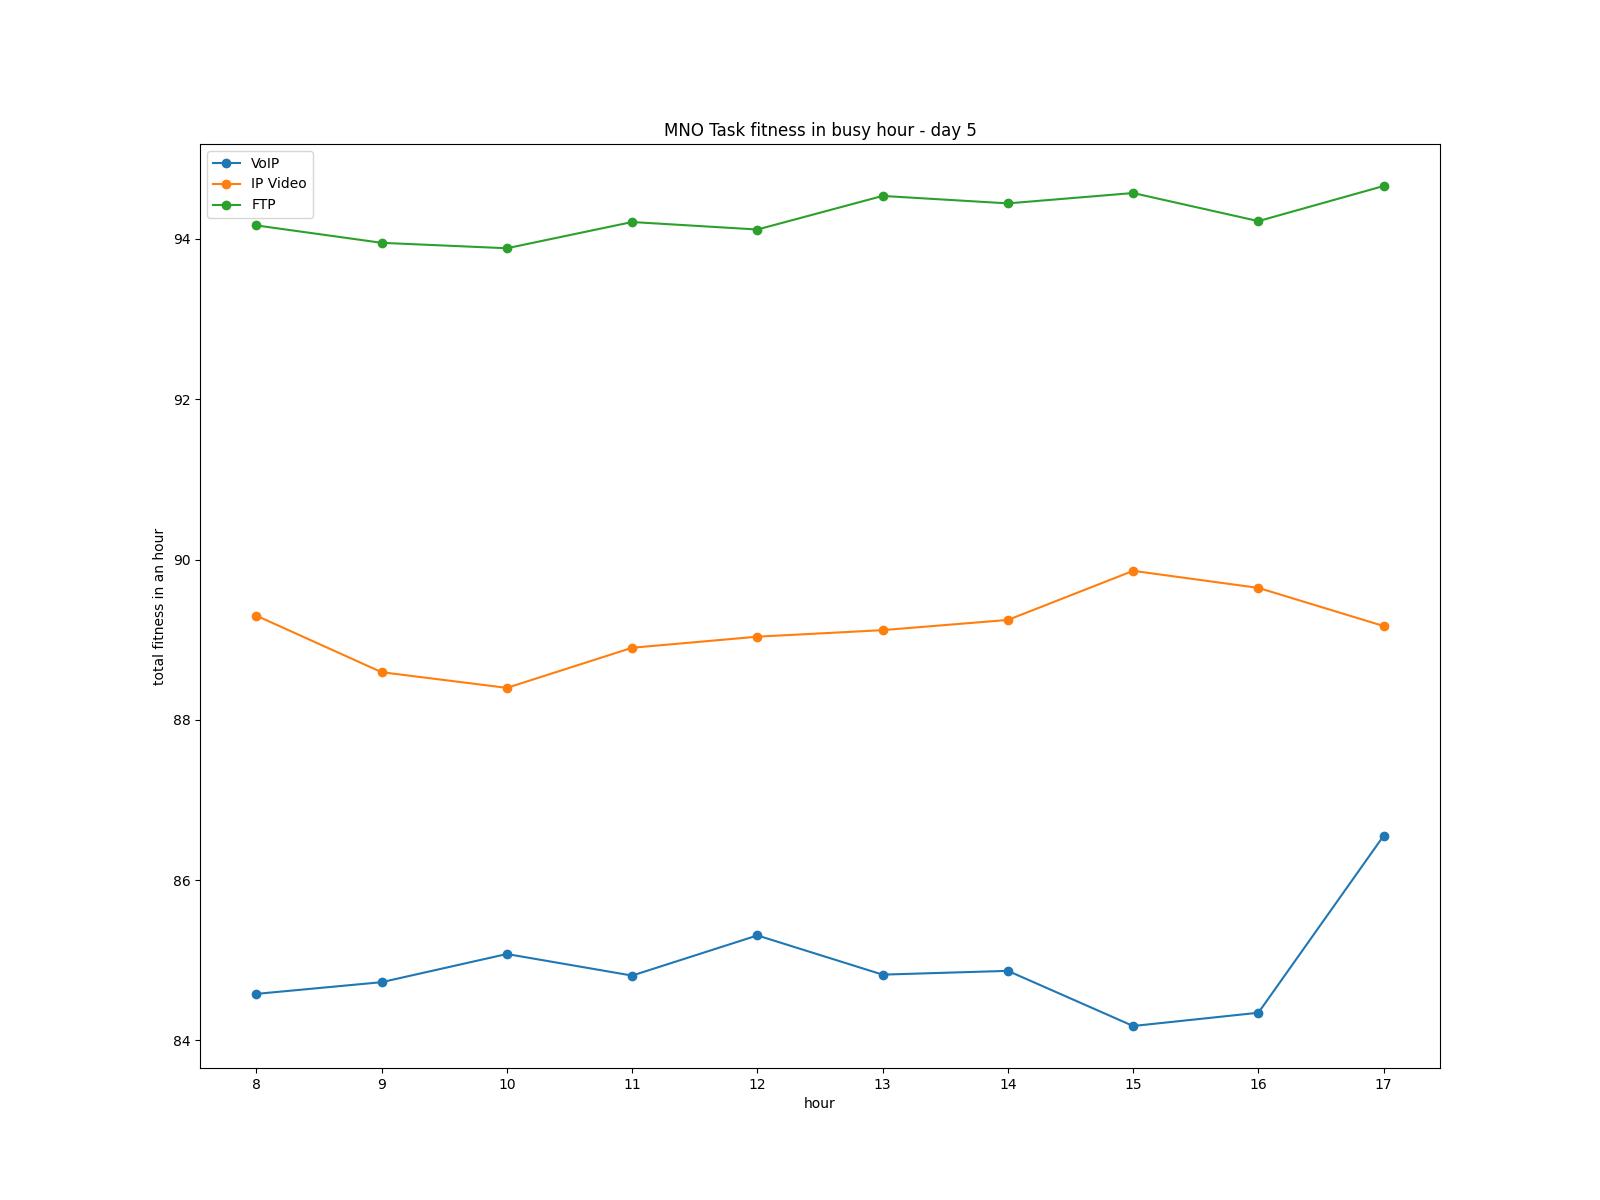 MNO Task fitness in busy hour - day 5
VoIP
IP Video
FTP
94
92
90
88
86
84
total fitness in an hour
8 9 10 11 12 13 14 15 16 17
hour